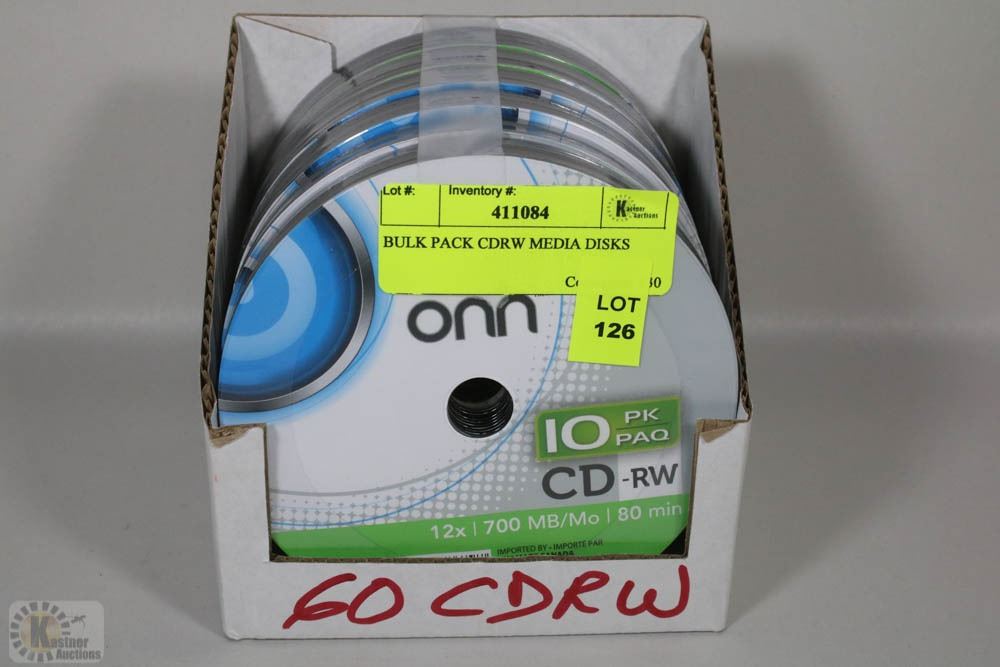 Lot #: Inventory #:
411084
Kastner Auctions
BULK PACK CDRW MEDIA DISKS
LOT
126
onn
10 PK
PAQ
CD-RW
12x | 700 MB/Mo | 80 min
IMPORTED BY • IMPORTÉ PAR
CANADA
60 CDRW
Kastner
Auctions